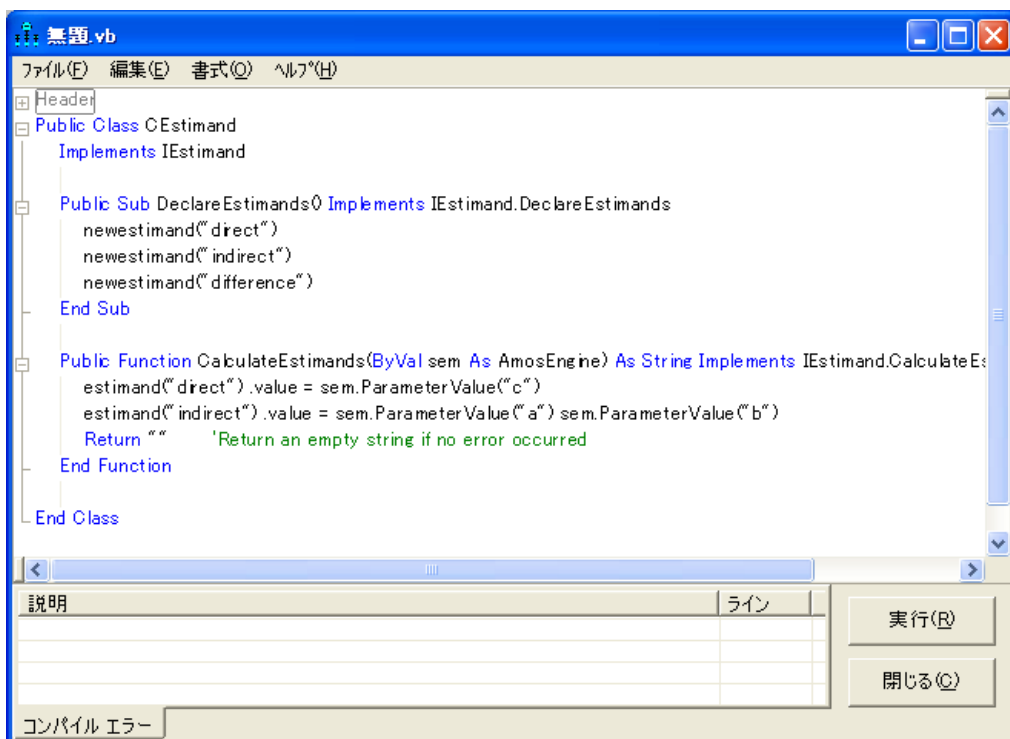 無題.vb
ファイル(F) 編集(E) 書式(O) ヘルプ(H)
Header
Public Class CEstimand
Implements IEstimand
Public Sub DeclareEstimands() Implements IEstimand.DeclareEstimands
newestimand("direct")
newestimand("indirect")
newestimand("difference")
End Sub
Public Function CalculateEstimands(ByVal sem As AmosEngine) As String Implements IEstimand.CalculateEs
estimand("direct").value = sem.ParameterValue("c")
estimand("indirect").value = sem.ParameterValue("a") sem.ParameterValue("b")
Return "" 'Return an empty string if no error occurred
End Function
End Class
説明 ライン
実行(R)
閉じる(C)
コンパイル エラー